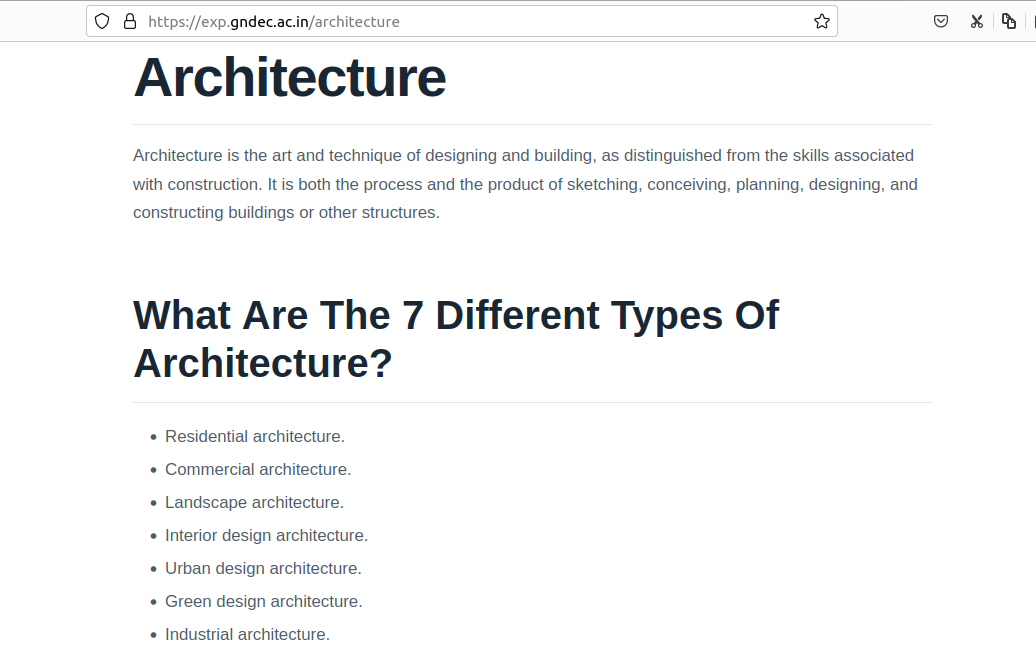 https://exp.gndec.ac.in/architecture
Architecture
Architecture is the art and technique of designing and building, as distinguished from the skills associated
with construction. It is both the process and the product of sketching, conceiving, planning, designing, and
constructing buildings or other structures.
What Are The 7 Different Types Of
Architecture?
• Residential architecture.
• Commercial architecture.
• Landscape architecture.
• Interior design architecture.
• Urban design architecture.
• Green design architecture.
• Industrial architecture.